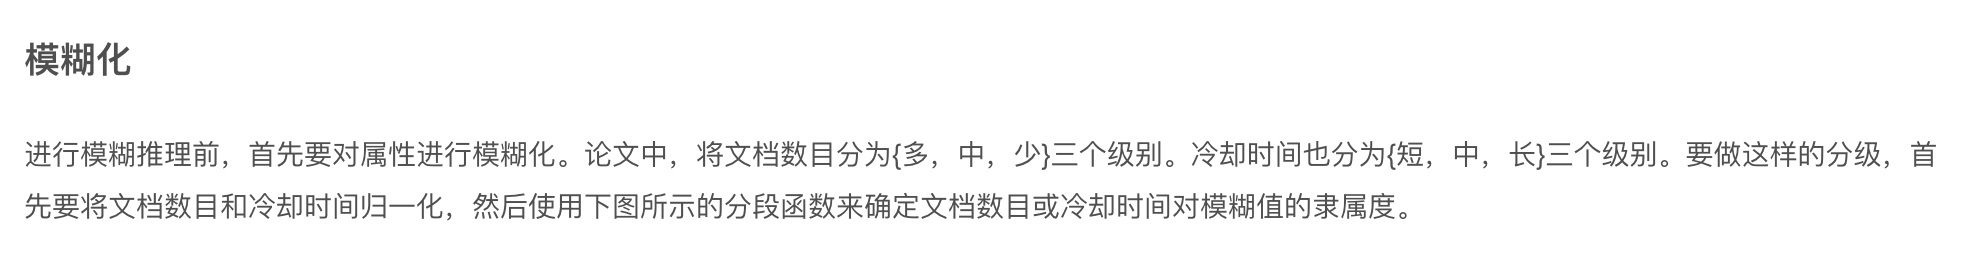 模糊化
进行模糊推理前，首先要对属性进行模糊化。论文中，将文档数目分为{多，中，少}三个级别。冷却时间也分为{短，中，长}三个级别。要做这样的分级，首
先要将文档数目和冷却时间归一化，然后使用下图所示的分段函数来确定文档数目或冷却时间对模糊值的隶属度。